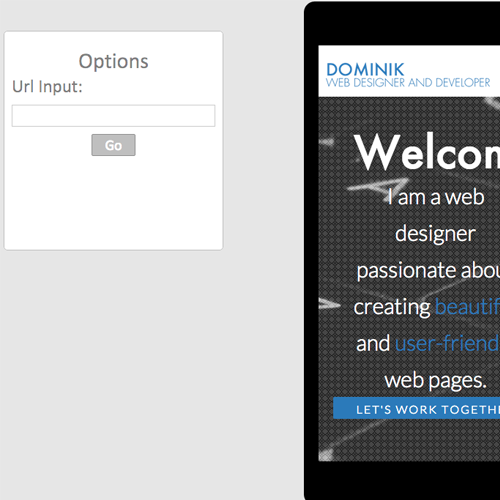 Options
Url Input:
Go
DOMINIK
WEB DESIGNER AND DEVELOPER
Welcom
I am a web
designer
passionate abou
creating beautif
and user-friend
web pages.
LET'S WORK TOGETHE